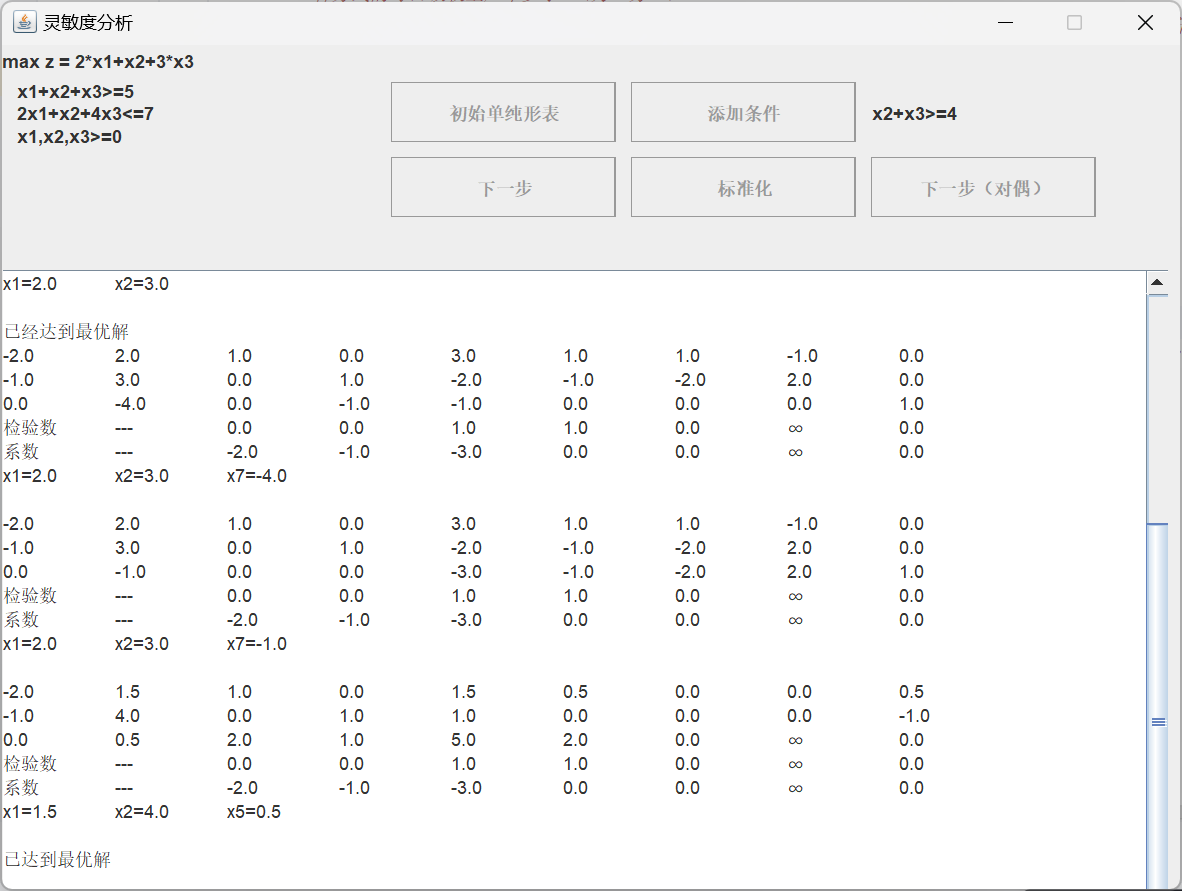 灵敏度分析
max z = 2*x1+x2+3*x3
x1+x2+x3>=5
2x1+x2+4x3<=7
x1,x2,x3>=0
初始单纯形表
添加条件
x2+x3>=4
下一步
标准化
下一步（对偶）
x1=2.0 x2=3.0
已经达到最优解
-2.0 2.0 1.0 0.0 3.0 1.0 1.0 -1.0 0.0
-1.0 3.0 0.0 1.0 -2.0 -1.0 -2.0 2.0 0.0
0.0 -4.0 0.0 -1.0 -1.0 0.0 0.0 0.0 1.0
检验数 --- 0.0 0.0 1.0 1.0 0.0 ∞ 0.0
系数 --- -2.0 -1.0 -3.0 0.0 0.0 ∞ 0.0
x1=2.0 x2=3.0 x7=-4.0
-2.0 2.0 1.0 0.0 3.0 1.0 1.0 -1.0 0.0
-1.0 3.0 0.0 1.0 -2.0 -1.0 -2.0 2.0 0.0
0.0 -1.0 0.0 0.0 -3.0 -1.0 -2.0 2.0 1.0
检验数 --- 0.0 0.0 1.0 1.0 0.0 ∞ 0.0
系数 --- -2.0 -1.0 -3.0 0.0 0.0 ∞ 0.0
x1=2.0 x2=3.0 x7=-1.0
-2.0 1.5 1.0 0.0 1.5 0.5 0.0 0.0 0.5
-1.0 4.0 0.0 1.0 1.0 0.0 0.0 0.0 -1.0
0.0 0.5 2.0 1.0 5.0 2.0 0.0 ∞ 0.0
检验数 --- 0.0 0.0 1.0 1.0 0.0 ∞ 0.0
系数 --- -2.0 -1.0 -3.0 0.0 0.0 ∞ 0.0
x1=1.5 x2=4.0 x5=0.5
已达到最优解